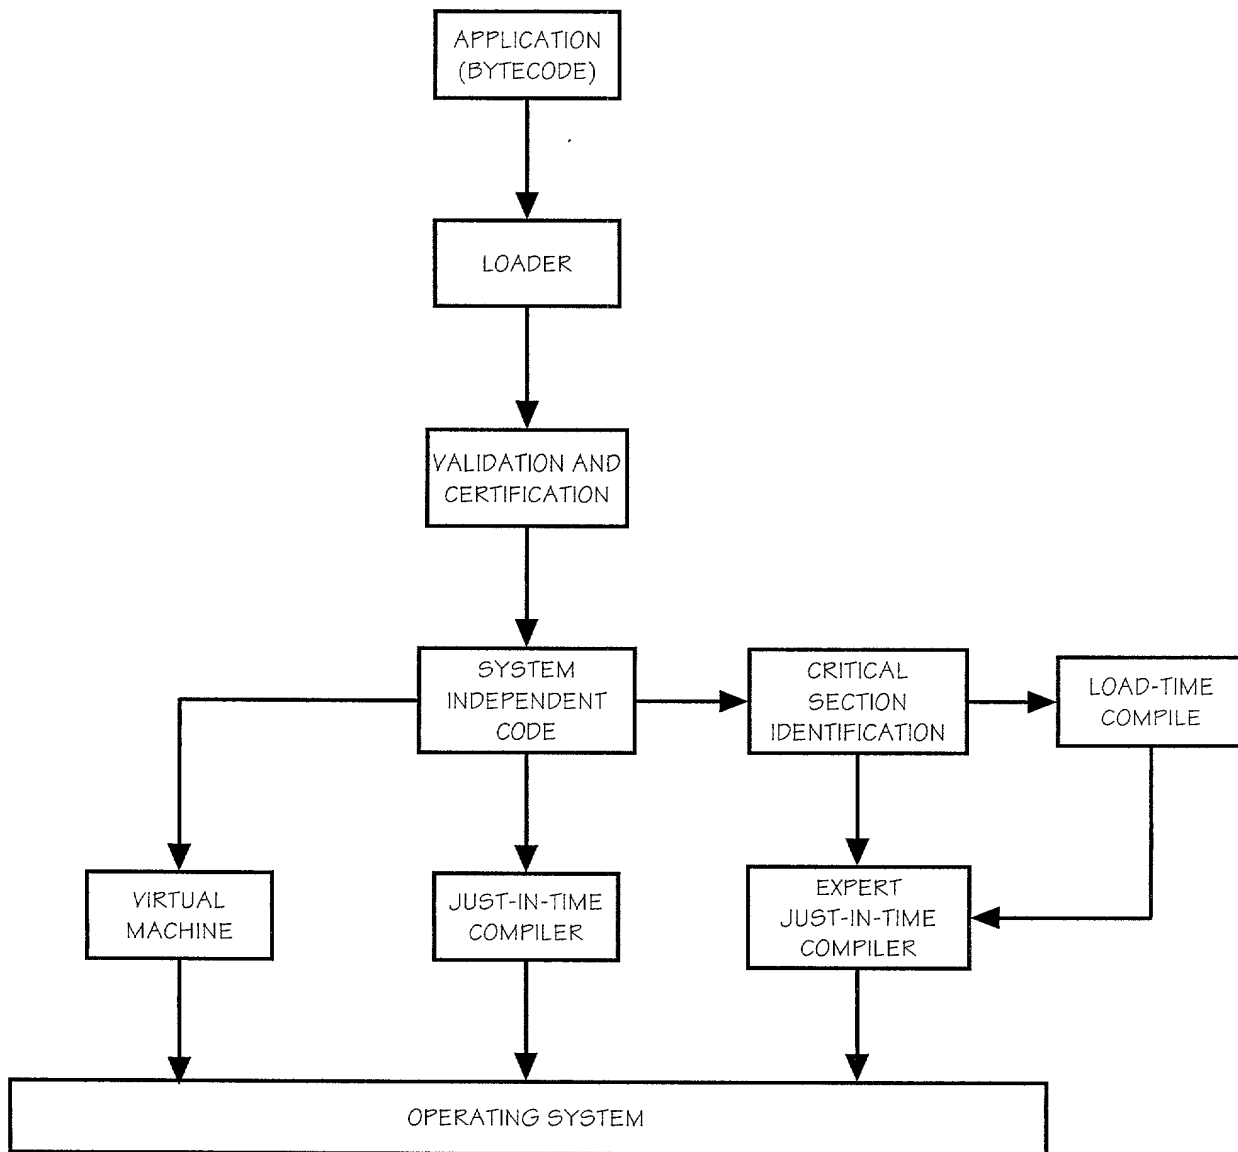 APPLICATION
(BYTECODE)
LOADER
VALIDATION AND
CERTIFICATION
SYSTEM
INDEPENDENT
CODE
CRITICAL
SECTION
IDENTIFICATION
LOAD-TIME
COMPILE
VIRTUAL
MACHINE
JUST-IN-TIME
COMPILER
EXPERT
JUST-IN-TIME
COMPILER
OPERATING SYSTEM